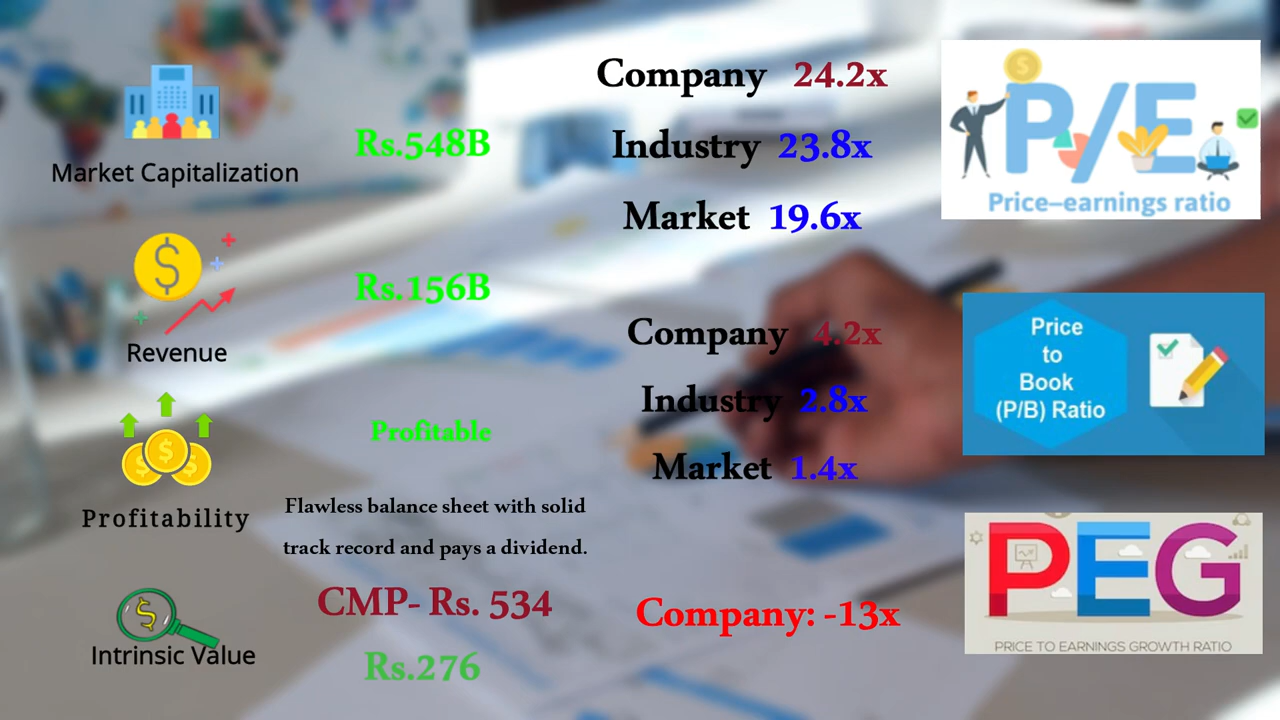 Market Capitalization
Rs.548B
Revenue
Rs.156B
Profitability
Profitable
Flawless balance sheet with solid
track record and pays a dividend.
Intrinsic Value
CMP- Rs. 534
Rs.276
Company 24.2x
Industry 23.8x
Market 19.6x
P/E
Price–earnings ratio
Company 4.2x
Industry 2.8x
Market 1.4x
Price
to
Book
(P/B) Ratio
Company: -13x
PEG
PRICE TO EARNINGS GROWTH RATIO